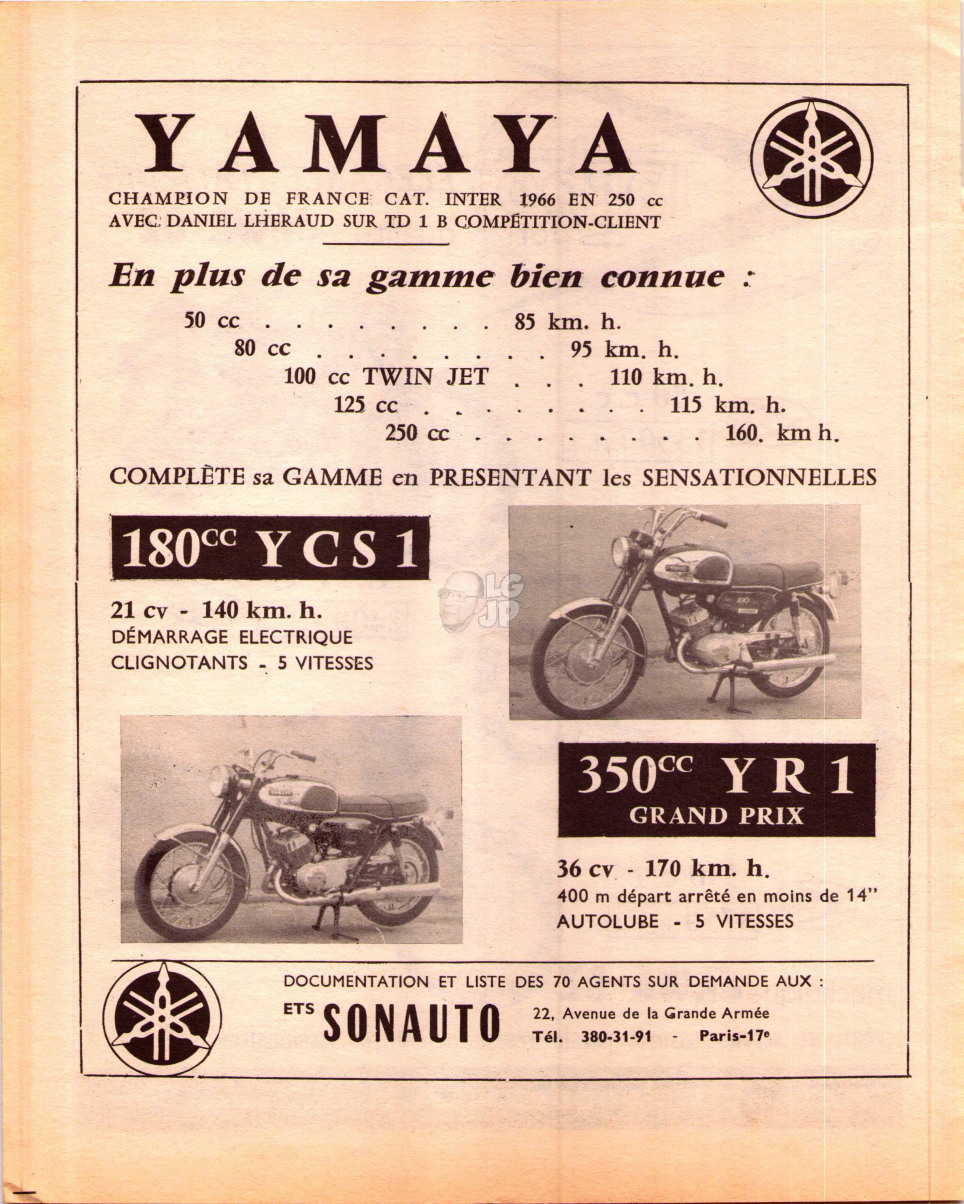 YAMAYA
CHAMPION DE FRANCE CAT. INTER 1966 EN 250 cc
AVEC DANIEL LHERAUD SUR TD 1 B COMPÉTITION-CLIENT
En plus de sa gamme bien connue :
50 cc . . . . . . . . 85 km. h.
80 cc . . . . . . . . 95 km. h.
100 cc TWIN JET . . . 110 km. h.
125 cc . . . . . . . . 115 km. h.
250 cc . . . . . . . . 160. km h.
COMPLÈTE sa GAMME en PRESENTANT les SENSATIONNELLES
180cc YCS1
21 cv - 140 km. h.
DÉMARRAGE ELECTRIQUE
CLIGNOTANTS - 5 VITESSES
LG
JP
350cc YR1
GRAND PRIX
36 cv - 170 km. h.
400 m départ arrêté en moins de 14"
AUTOLUBE - 5 VITESSES
DOCUMENTATION ET LISTE DES 70 AGENTS SUR DEMANDE AUX :
ETS SONAUTO
22, Avenue de la Grande Armée
Tél. 380-31-91 - Paris-17e